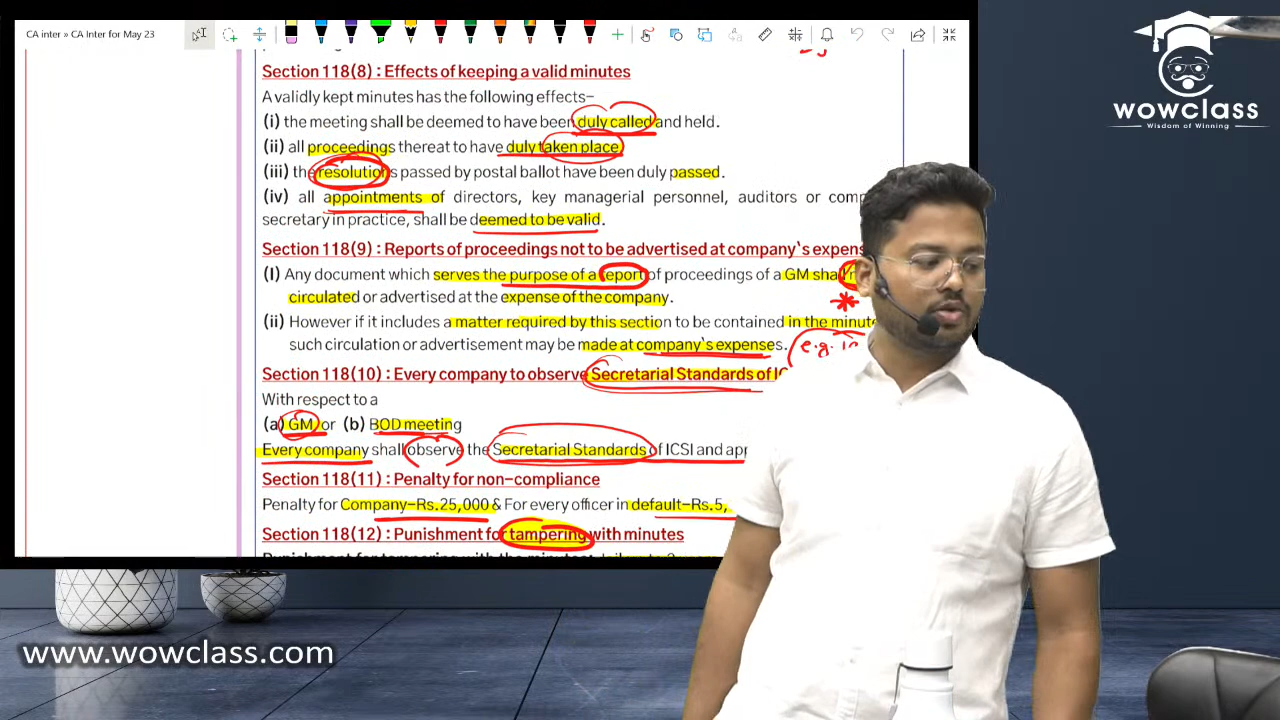 CA inter » CA Inter for May 23
Section 118(8) : Effects of keeping a valid minutes
A validly kept minutes has the following effects–
(i) the meeting shall be deemed to have been duly called and held.
(ii) all proceedings thereat to have duly taken place.
(iii) the resolutions passed by postal ballot have been duly passed.
(iv) all appointments of directors, key managerial personnel, auditors or comp
secretary in practice, shall be deemed to be valid.
Section 118(9) : Reports of proceedings not to be advertised at company`s expens
(I) Any document which serves the purpose of a report of proceedings of a GM shall
circulated or advertised at the expense of the company.
(ii) However if it includes a matter required by this section to be contained in the minut
such circulation or advertisement may be made at company`s expenses.
e.g.
Section 118(10) : Every company to observe Secretarial Standards of IC
With respect to a
(a) GM or (b) BOD meeting
Every company shall observe the Secretarial Standards of ICSI and app
Section 118(11) : Penalty for non-compliance
Penalty for Company-Rs.25,000 & For every officer in default-Rs.5,
Section 118(12) : Punishment for tampering with minutes
wowclass
Wisdom of Winning
www.wowclass.com